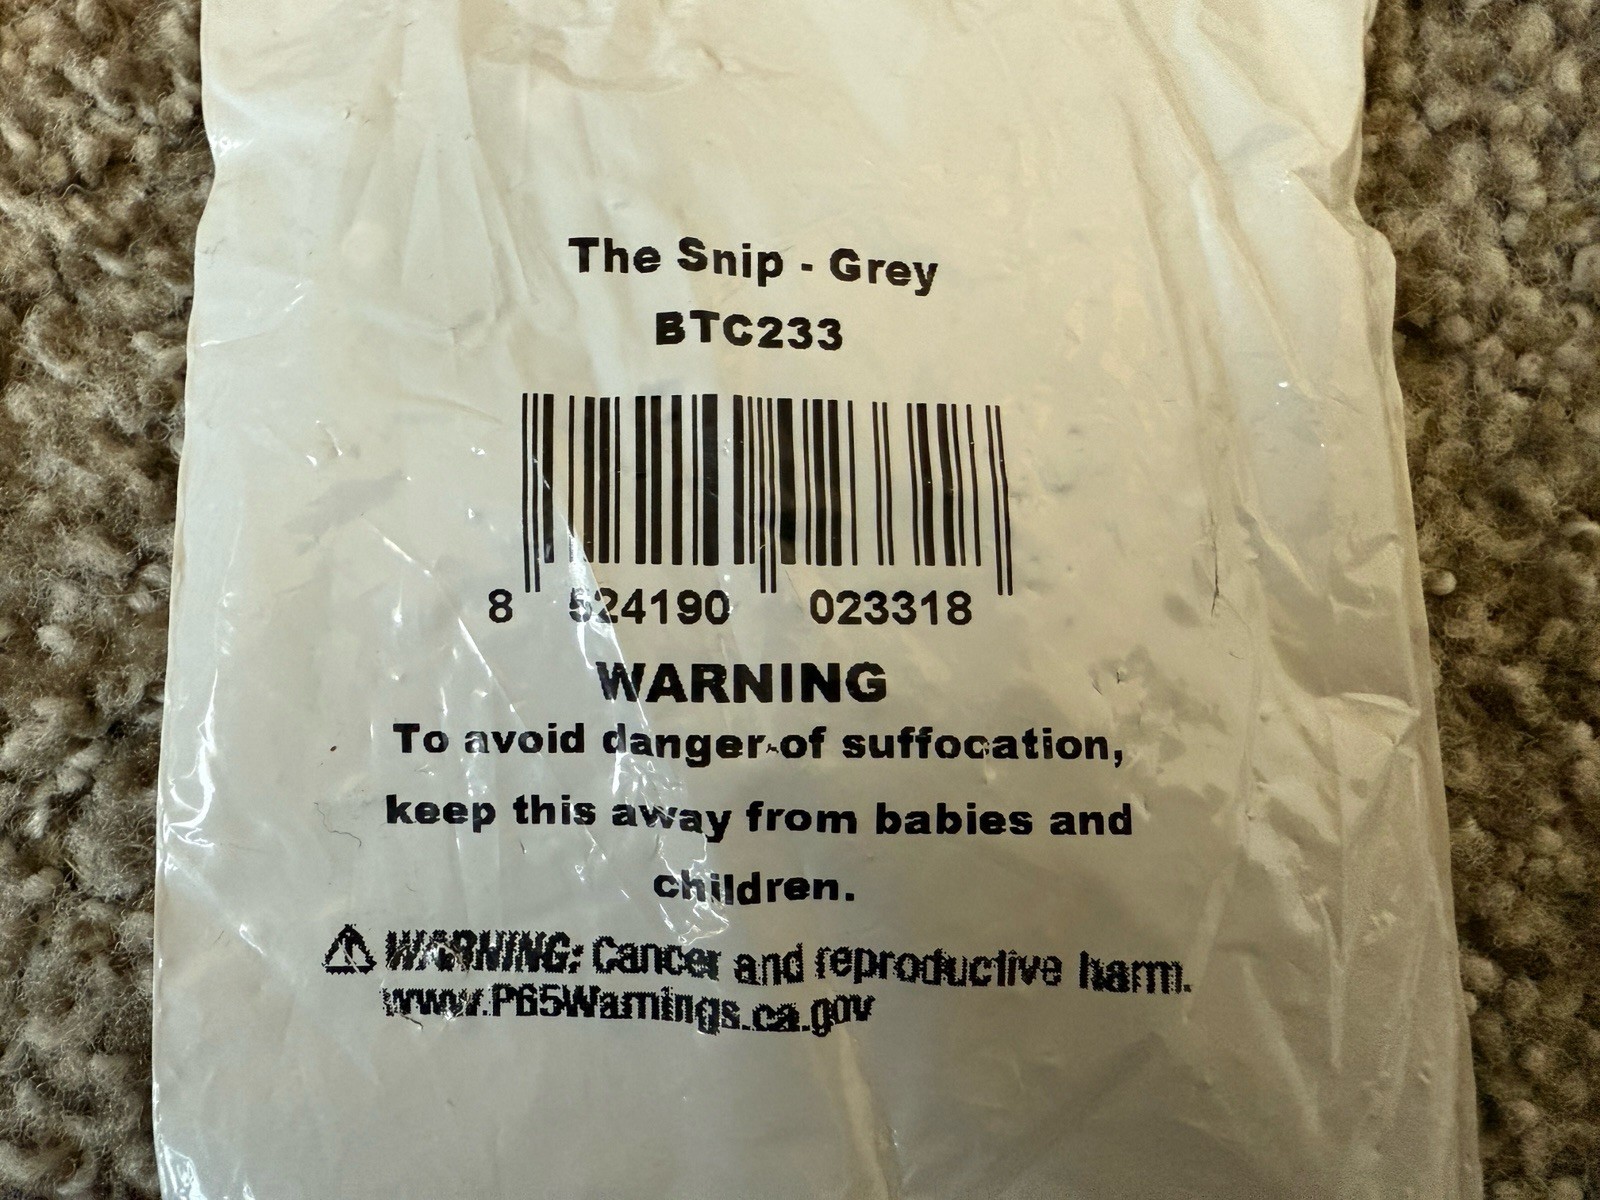 The Snip - Grey
BTC233
8 524190 023318
WARNING
To avoid danger of suffocation,
keep this away from babies and
children.
⚠ WARNING: Cancer and reproductive harm.
www.P65Warnings.ca.gov